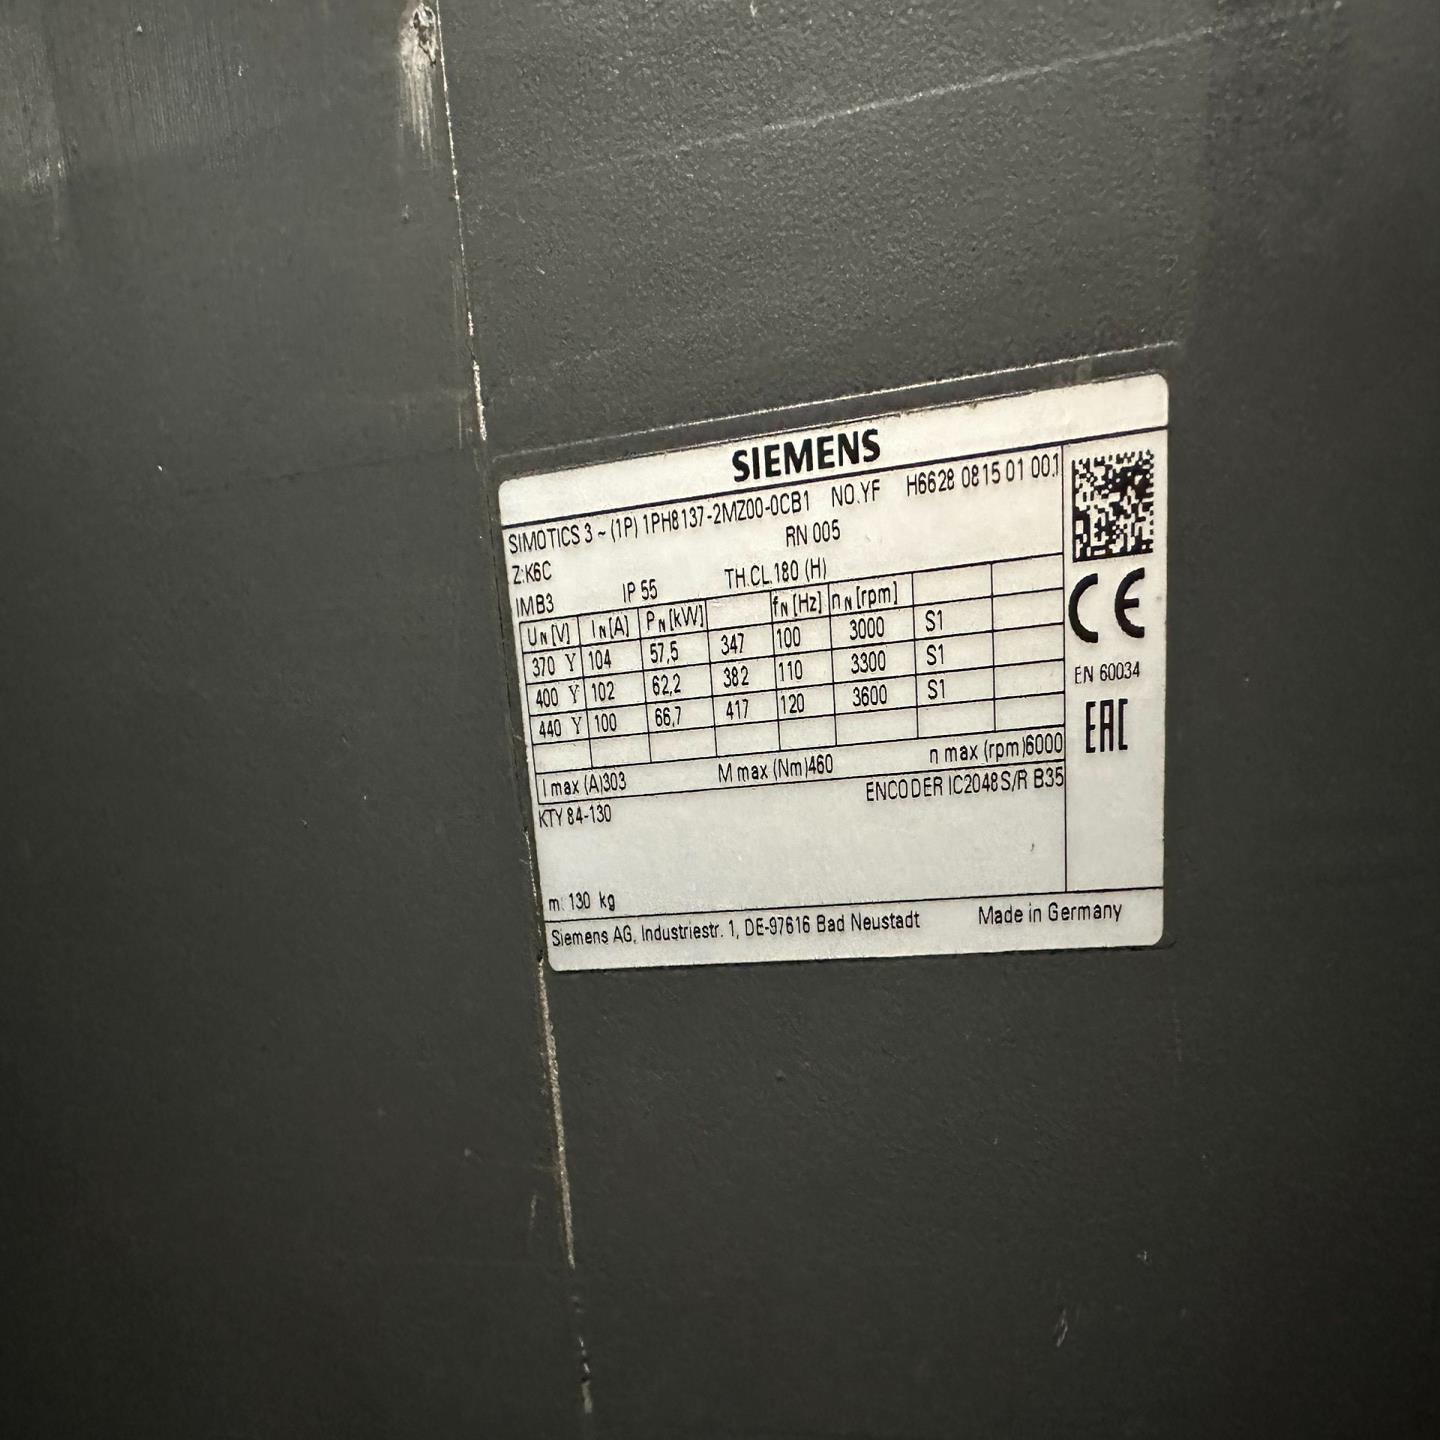 SIEMENS
SIMOTICS 3 ~ (1P) 1PH8137-2MZ00-0CB1 NO.YF H6628 0815 01 001
Z:K6C RN 005
IMB3 IP 55 TH.CL.180 (H)
UN [V] IN [A] PN [kW] fN [Hz] nN [rpm]
370 Y 104 57,5 347 100 3000 S1
400 Y 102 62,2 382 110 3300 S1
440 Y 100 66,7 417 120 3600 S1
I max (A)303 M max (Nm)460 n max (rpm)6000
KTY 84-130 ENCODER IC2048S/R B35
m: 130 kg
Siemens AG, Industriestr. 1, DE-97616 Bad Neustadt Made in Germany
CE
EN 60034
EAC